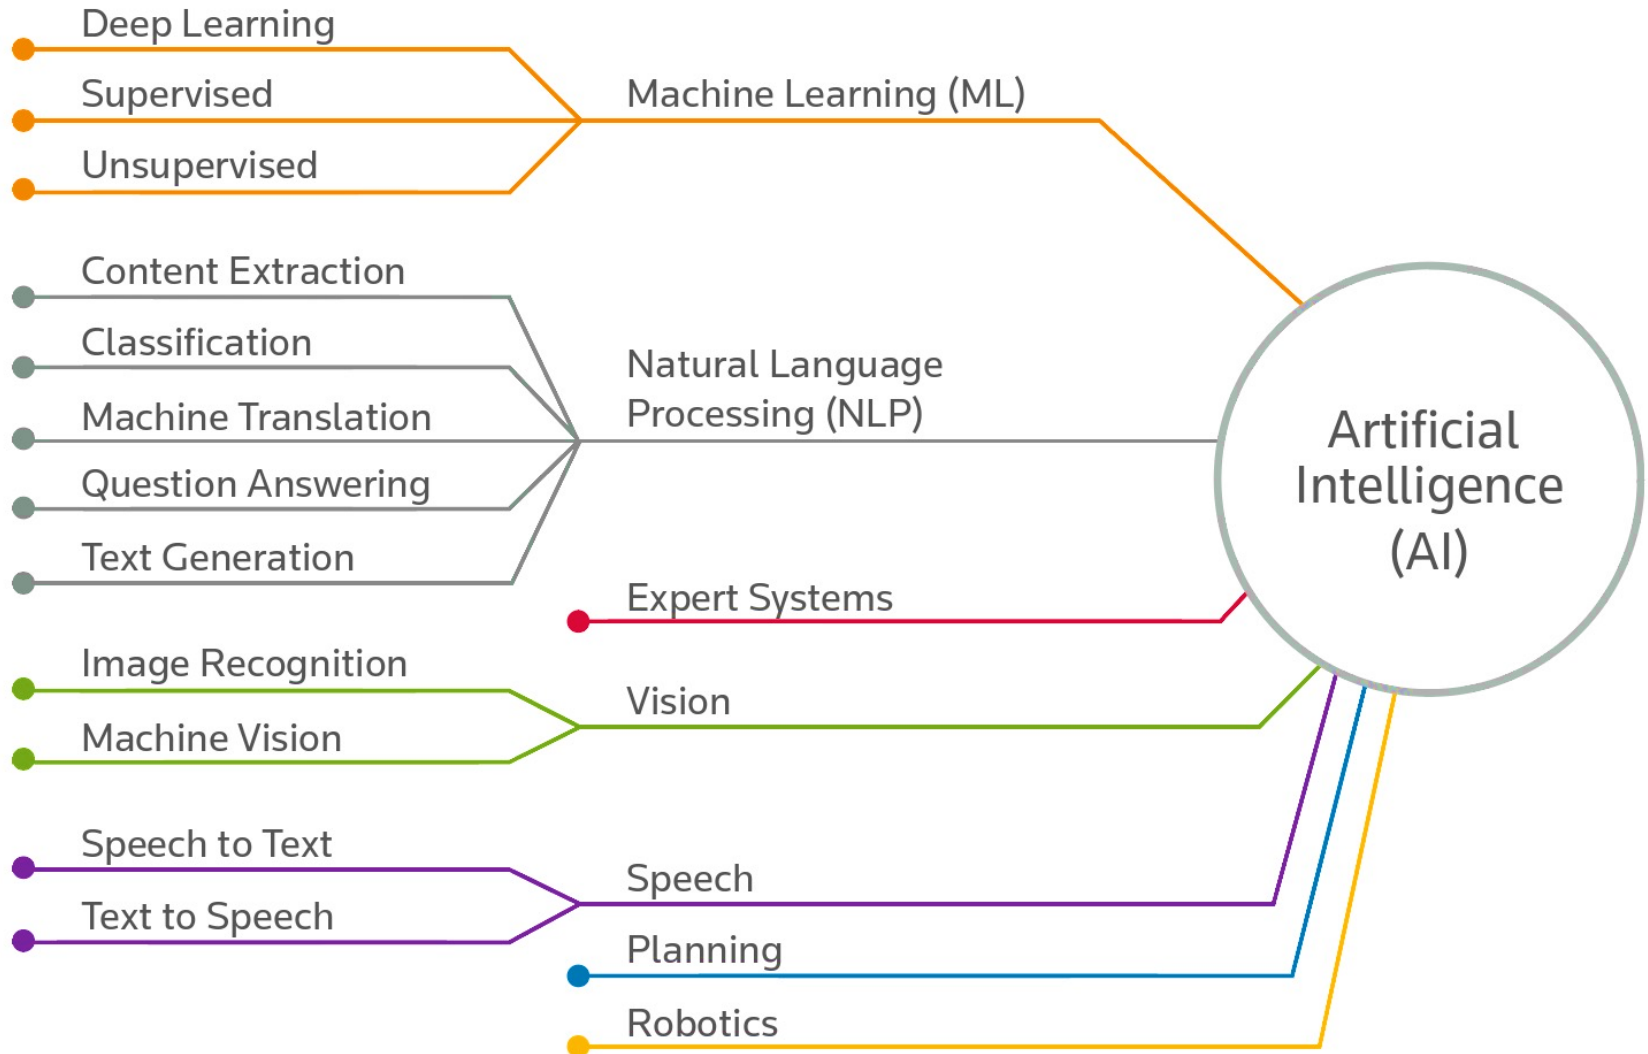 Deep Learning
Supervised
Unsupervised
Machine Learning (ML)
Content Extraction
Classification
Machine Translation
Question Answering
Text Generation
Natural Language
Processing (NLP)
Expert Systems
Image Recognition
Machine Vision
Vision
Speech to Text
Text to Speech
Speech
Planning
Robotics
Artificial
Intelligence
(AI)